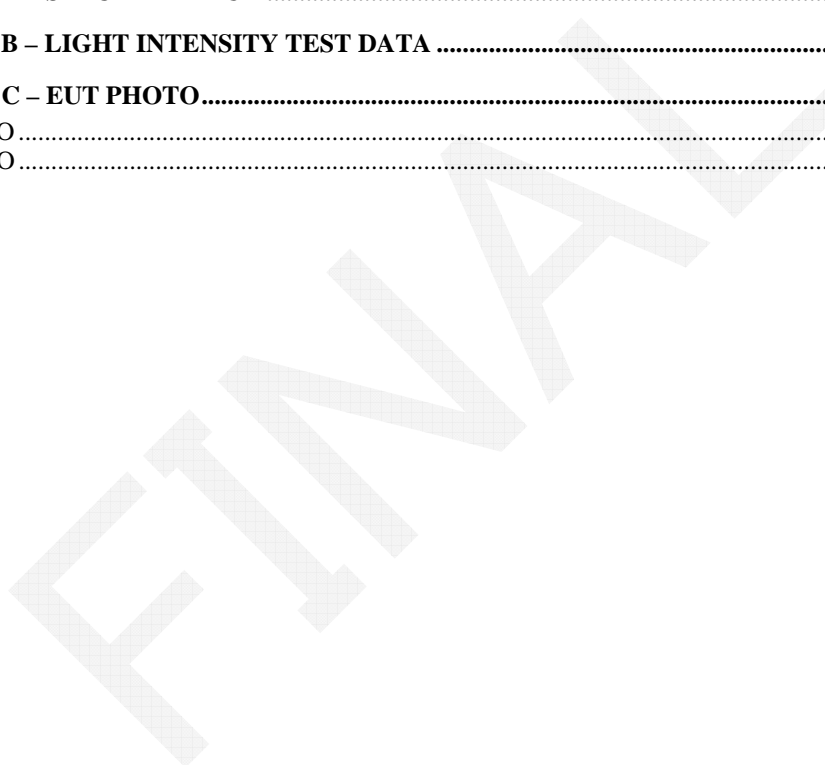 B – LIGHT INTENSITY TEST DATA ....................................................................................
C – EUT PHOTO....................................................................................................................
O ..............................................................................................................................
O ..............................................................................................................................
FINAL